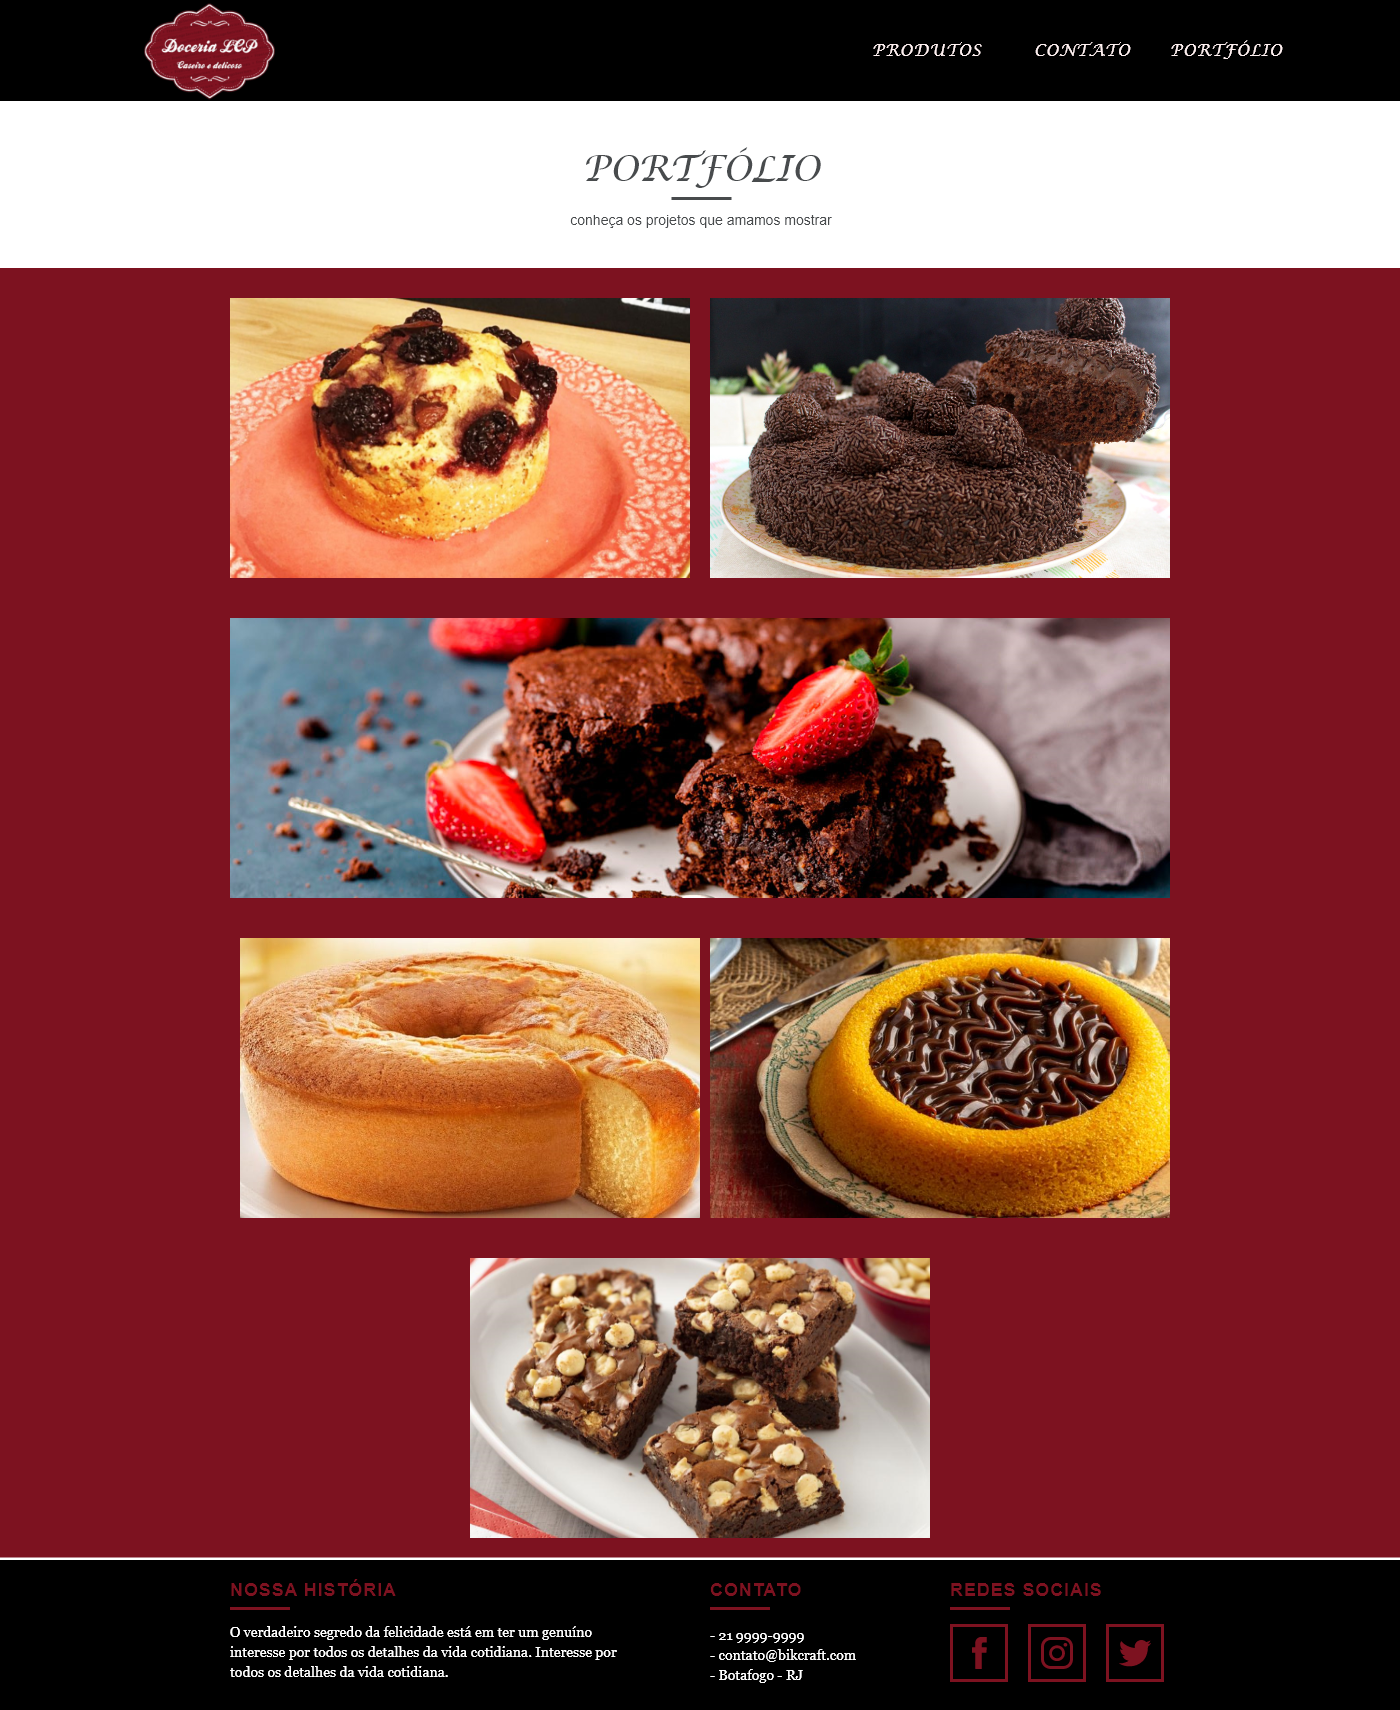 Doceria LCP
Caseiro e delicoso
PRODUTOS CONTATO PORTFÓLIO
PORTFÓLIO
conheça os projetos que amamos mostrar
NOSSA HISTÓRIA
O verdadeiro segredo da felicidade está em ter um genuíno
interesse por todos os detalhes da vida cotidiana. Interesse por
todos os detalhes da vida cotidiana.
CONTATO
- 21 9999-9999
- contato@bikcraft.com
- Botafogo - RJ
REDES SOCIAIS